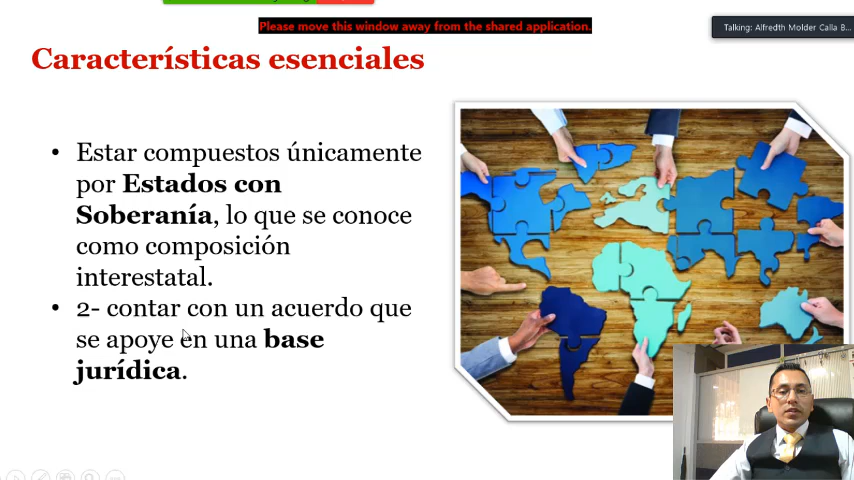 Please move this window away from the shared application.
Talking: Alfredth Molder Calla B...
Características esenciales
• Estar compuestos únicamente
por Estados con
Soberanía, lo que se conoce
como composición
interestatal.
• 2- contar con un acuerdo que
se apoye en una base
jurídica.